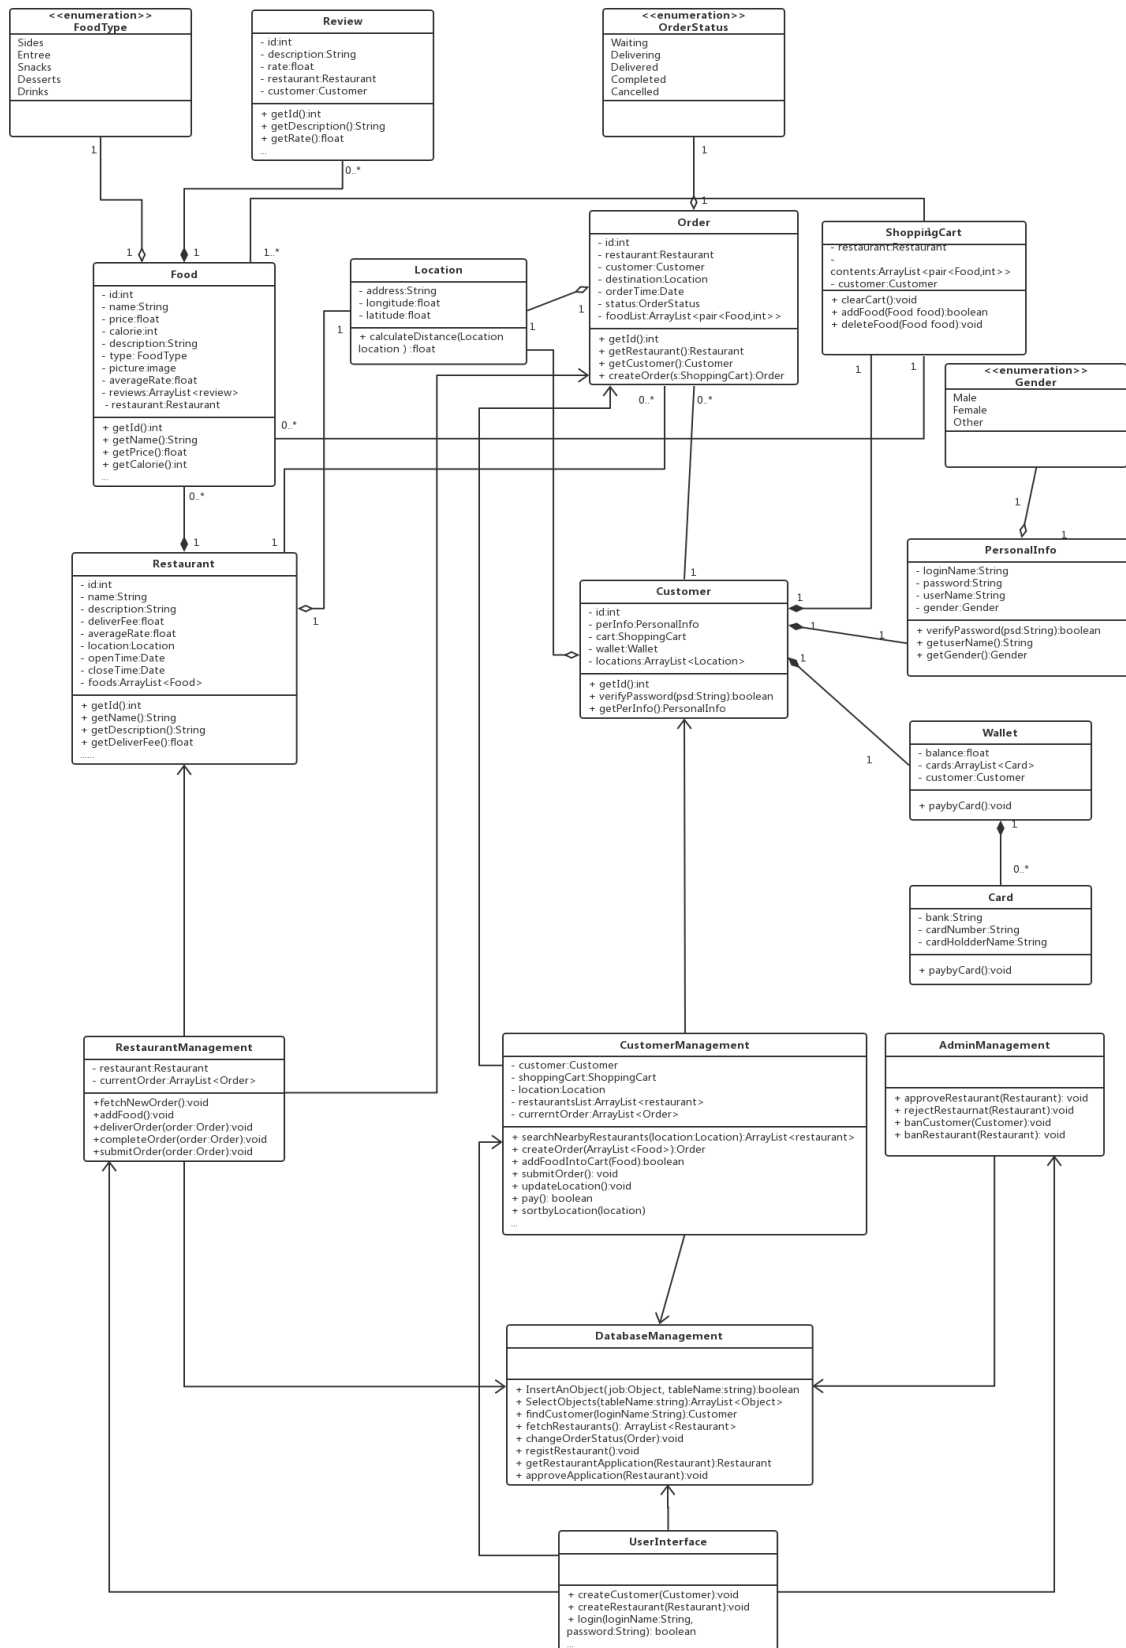 <<enumeration>>
FoodType
Sides
Entree
Snacks
Desserts
Drinks
Review
- id:int
- description:String
- rate:float
- restaurant:Restaurant
- customer:Customer
+ getId():int
+ getDescription():String
+ getRate():float
...
<<enumeration>>
OrderStatus
Waiting
Delivering
Delivered
Completed
Cancelled
1
0..*
1
1
1
1
1..*
1
Food
- id:int
- name:String
- price:float
- calorie:int
- description:String
- type: FoodType
- picture:image
- averageRate:float
- reviews:ArrayList<review>
- restaurant:Restaurant
+ getId():int
+ getName():String
+ getPrice():float
+ getCalorie():int
...
Location
- address:String
- longitude:float
- latitude:float
+ calculateDistance(Location
location ) :float
1
1
1
Order
- id:int
- restaurant:Restaurant
- customer:Customer
- destination:Location
- orderTime:Date
- status:OrderStatus
- foodList:ArrayList<pair<Food,int>>
+ getId():int
+ getRestaurant():Restaurant
+ getCustomer():Customer
+ createOrder(s:ShoppingCart):Order
ShoppingCart
- restaurant:Restaurant
-
contents:ArrayList<pair<Food,int>>
- customer:Customer
+ clearCart():void
+ addFood(Food food):boolean
+ deleteFood(Food food):void
1
1
<<enumeration>>
Gender
Male
Female
Other
0..*
0..*
0..*
0..*
1
1
1
1
1
Restaurant
- id:int
- name:String
- description:String
- deliverFee:float
- averageRate:float
- location:Location
- openTime:Date
- closeTime:Date
- foods:ArrayList<Food>
+ getId():int
+ getName():String
+ getDescription():String
+ getDeliverFee():float
......
1
Customer
- id:int
- perInfo:PersonalInfo
- cart:ShoppingCart
- wallet:Wallet
- locations:ArrayList<Location>
+ getId():int
+ verifyPassword(psd:String):boolean
+ getPerInfo():PersonalInfo
1
1
1
1
1
PersonalInfo
- loginName:String
- password:String
- userName:String
- gender:Gender
+ verifyPassword(psd:String):boolean
+ getuserName():String
+ getGender():Gender
Wallet
- balance:float
- cards:ArrayList<Card>
- customer:Customer
+ paybyCard():void
1
0..*
Card
- bank:String
- cardNumber:String
- cardHoldderName:String
+ paybyCard():void
RestaurantManagement
- restaurant:Restaurant
- currentOrder:ArrayList<Order>
+fetchNewOrder():void
+addFood():void
+deliverOrder(order:Order):void
+completeOrder(order:Order):void
+submitOrder(order:Order):void
CustomerManagement
- customer:Customer
- shoppingCart:ShoppingCart
- location:Location
- restaurantsList:ArrayList<restaurant>
- currerntOrder:ArrayList<Order>
+ searchNearbyRestaurants(location:Location):ArrayList<restaurant>
+ createOrder(ArrayList<Food>):Order
+ addFoodIntoCart(Food):boolean
+ submitOrder(): void
+ updateLocation():void
+ pay(): boolean
+ sortbyLocation(location)
...
AdminManagement
+ approveRestaurant(Restaurant): void
+ rejectRestaurnat(Restaurant):void
+ banCustomer(Customer):void
+ banRestaurant(Restaurant): void
DatabaseManagement
+ InsertAnObject(job:Object, tableName:string):boolean
+ SelectObjects(tableName:string):ArrayList<Object>
+ findCustomer(loginName:String):Customer
+ fetchRestaurants(): ArrayList<Restaurant>
+ changeOrderStatus(Order):void
+ registRestaurant():void
+ getRestaurantApplication(Restaurant):Restaurant
+ approveApplication(Restaurant):void
UserInterface
+ createCustomer(Customer):void
+ createRestaurant(Restaurant):void
+ login(loginName:String,
password:String): boolean
...